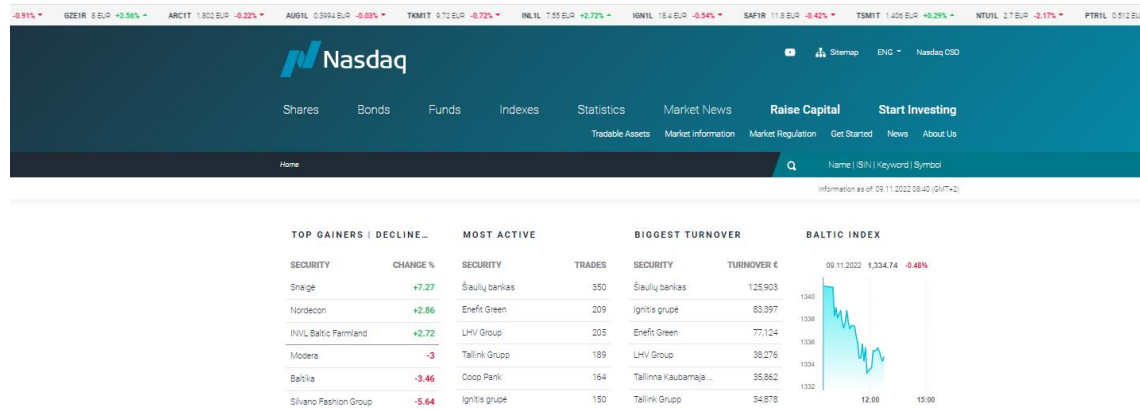 -0.91% GZE1R 8 EUR +2.56% ARC1T 1.802 EUR -0.22% AUG1L 0.3994 EUR -0.03% TKM1T 9.72 EUR -0.72% INL1L 7.55 EUR +2.72% IGN1L 18.4 EUR -0.54% SAF1R 11.8 EUR -0.42% TSM1T 1.406 EUR +0.29% NTU1L 2.7 EUR -2.17% PTR1L 0.512 EU
Nasdaq
Sitemap ENG Nasdaq CSD
Shares Bonds Funds Indexes Statistics Market News Raise Capital Start Investing
Tradable Assets Market information Market Regulation Get Started News About Us
Home
Name | ISIN | Keyword | Symbol
Information as of: 09.11.2022 08:40 (GMT+2)
TOP GAINERS | DECLINE... MOST ACTIVE BIGGEST TURNOVER BALTIC INDEX
SECURITY CHANGE % SECURITY TRADES SECURITY TURNOVER € 09.11.2022 1,334.74 -0.48%
Snaigė +7.27 Šiaulių bankas 350 Šiaulių bankas 125,903
1340
Nordecon +2.86 Enefit Green 209 Ignitis grupė 83,397
1338
INVL Baltic Farmland +2.72 LHV Group 205 Enefit Green 77,124
1336
Modera -3 Tallink Grupp 189 LHV Group 38,276
1334
Baltika -3.46 Coop Pank 164 Tallinna Kaubamaja ... 35,862
1332
Silvano Fashion Group -5.64 Ignitis grupė 150 Tallink Grupp 34,878
12:00 15:00